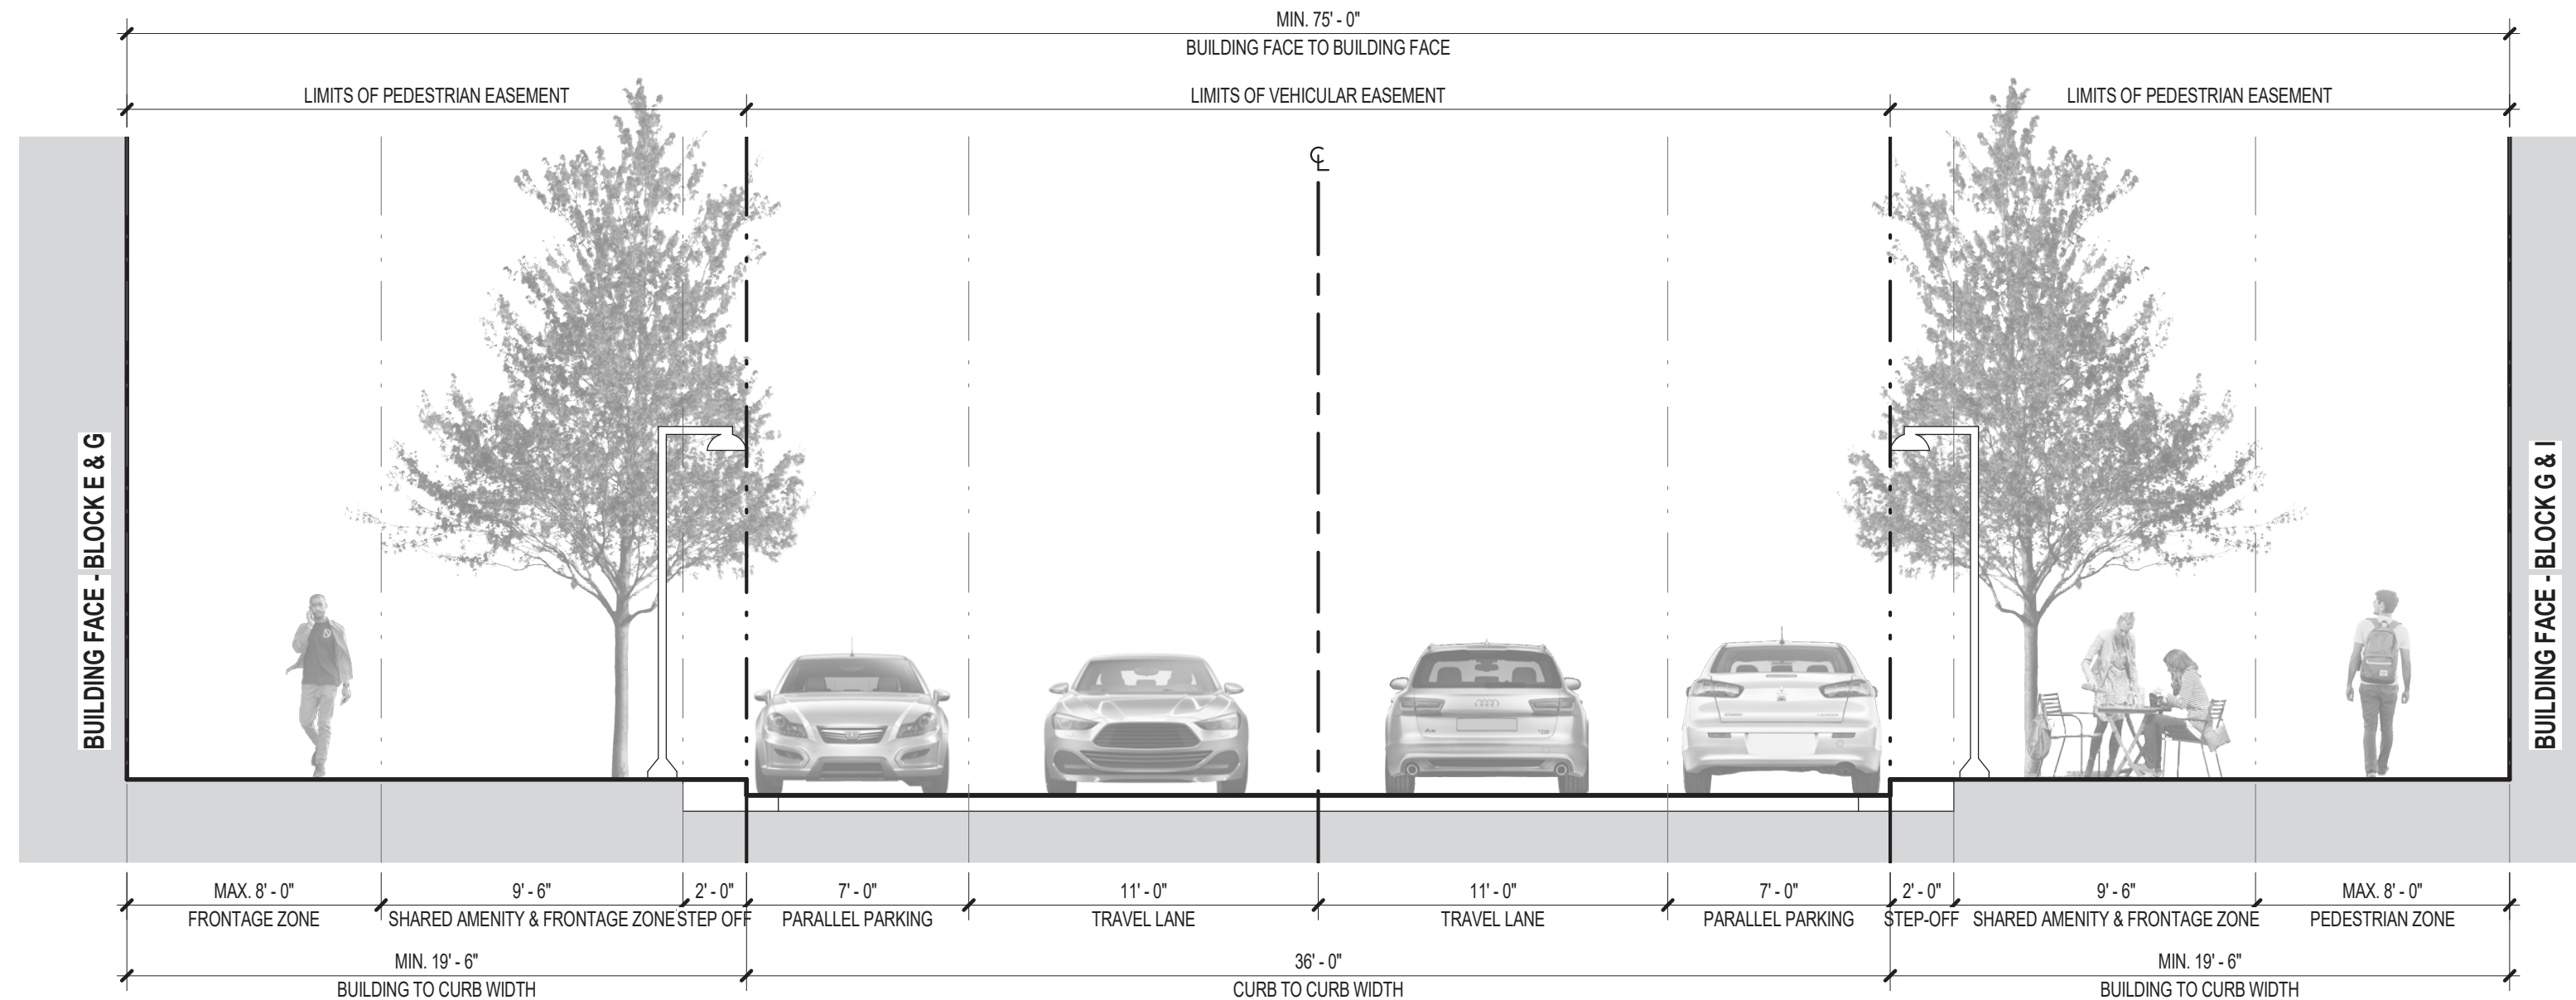 MIN. 75' - 0"
BUILDING FACE TO BUILDING FACE
LIMITS OF PEDESTRIAN EASEMENT
LIMITS OF VEHICULAR EASEMENT
LIMITS OF PEDESTRIAN EASEMENT
℄
BUILDING FACE - BLOCK E & G
BUILDING FACE - BLOCK G & I
MAX. 8' - 0"
9' - 6"
2' - 0"
7' - 0"
11' - 0"
11' - 0"
7' - 0"
2' - 0"
9' - 6"
MAX. 8' - 0"
FRONTAGE ZONE
SHARED AMENITY & FRONTAGE ZONE
STEP OFF
PARALLEL PARKING
TRAVEL LANE
TRAVEL LANE
PARALLEL PARKING
STEP-OFF
SHARED AMENITY & FRONTAGE ZONE
PEDESTRIAN ZONE
MIN. 19' - 6"
36' - 0"
MIN. 19' - 6"
BUILDING TO CURB WIDTH
CURB TO CURB WIDTH
BUILDING TO CURB WIDTH